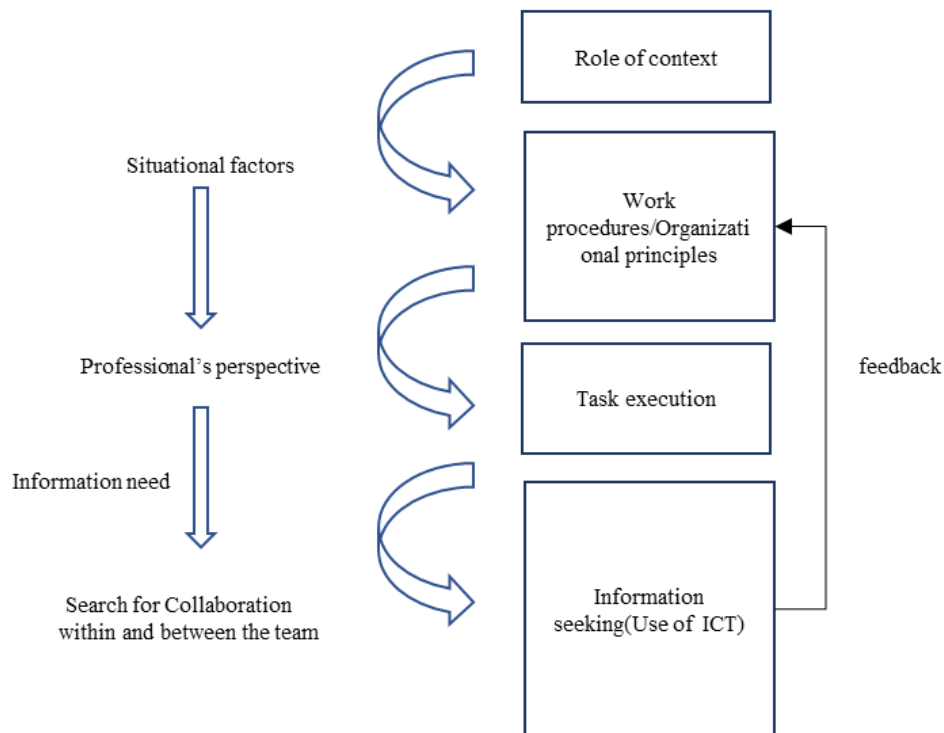 Role of context
Situational factors
Work
procedures/Organizati
onal principles
Professional's perspective
feedback
Task execution
Information need
Search for Collaboration
within and between the team
Information
seeking(Use of ICT)